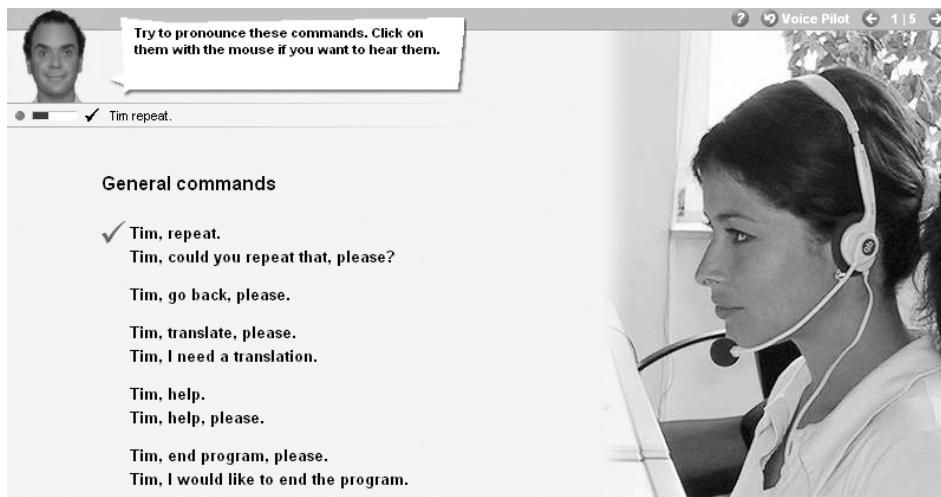 Try to pronounce these commands. Click on
them with the mouse if you want to hear them.
? Voice Pilot 1 | 5
Tim repeat.
General commands
Tim, repeat.
Tim, could you repeat that, please?
Tim, go back, please.
Tim, translate, please.
Tim, I need a translation.
Tim, help.
Tim, help, please.
Tim, end program, please.
Tim, I would like to end the program.